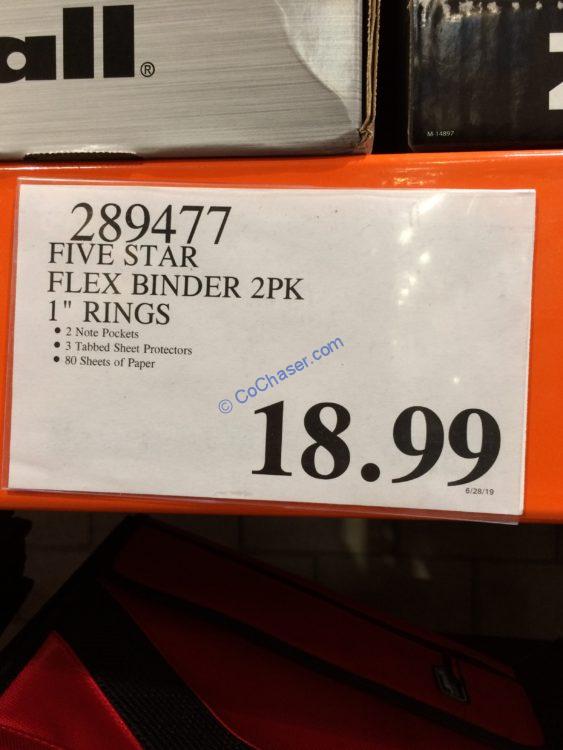 all®
M-14897
289477
FIVE STAR
FLEX BINDER 2PK
1" RINGS
• 2 Note Pockets
• 3 Tabbed Sheet Protectors
• 80 Sheets of Paper
© CoChaser.com
18.99
6/28/19